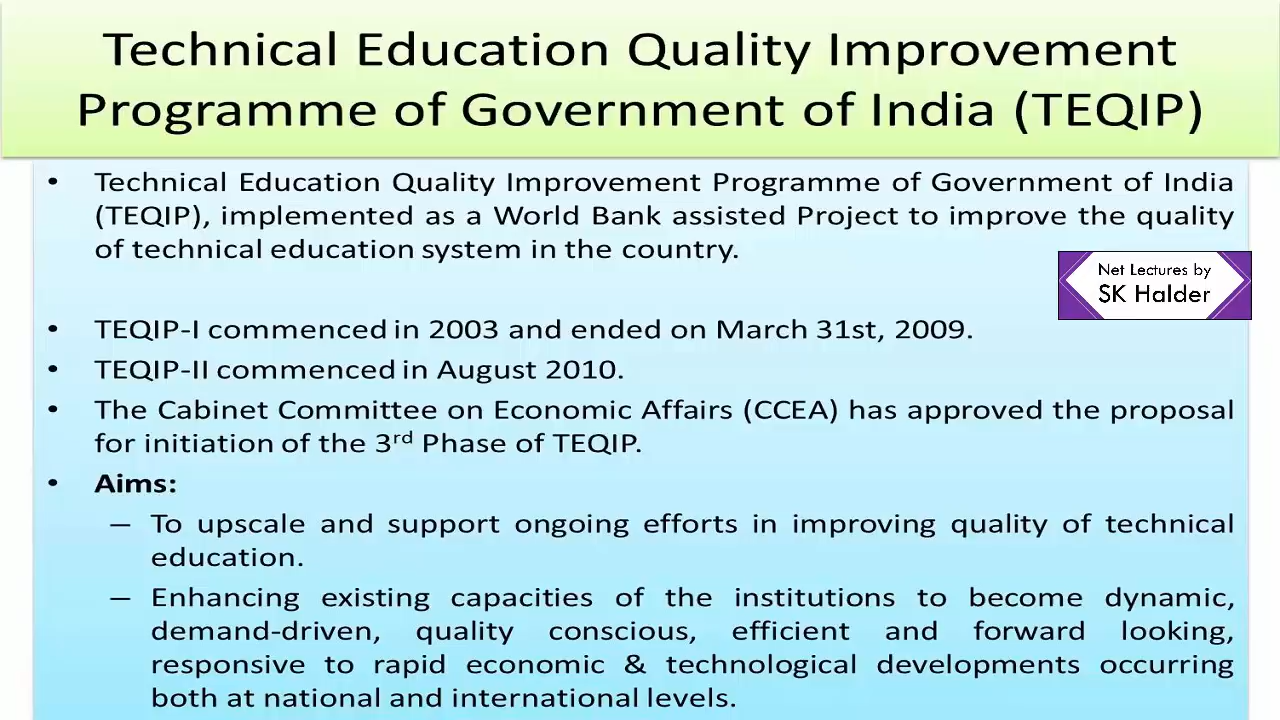 Technical Education Quality Improvement
Programme of Government of India (TEQIP)
• Technical Education Quality Improvement Programme of Government of India
(TEQIP), implemented as a World Bank assisted Project to improve the quality
of technical education system in the country.
Net Lectures by
SK Halder
• TEQIP-I commenced in 2003 and ended on March 31st, 2009.
• TEQIP-II commenced in August 2010.
• The Cabinet Committee on Economic Affairs (CCEA) has approved the proposal
for initiation of the 3rd Phase of TEQIP.
• Aims:
– To upscale and support ongoing efforts in improving quality of technical
education.
– Enhancing existing capacities of the institutions to become dynamic,
demand-driven, quality conscious, efficient and forward looking,
responsive to rapid economic & technological developments occurring
both at national and international levels.